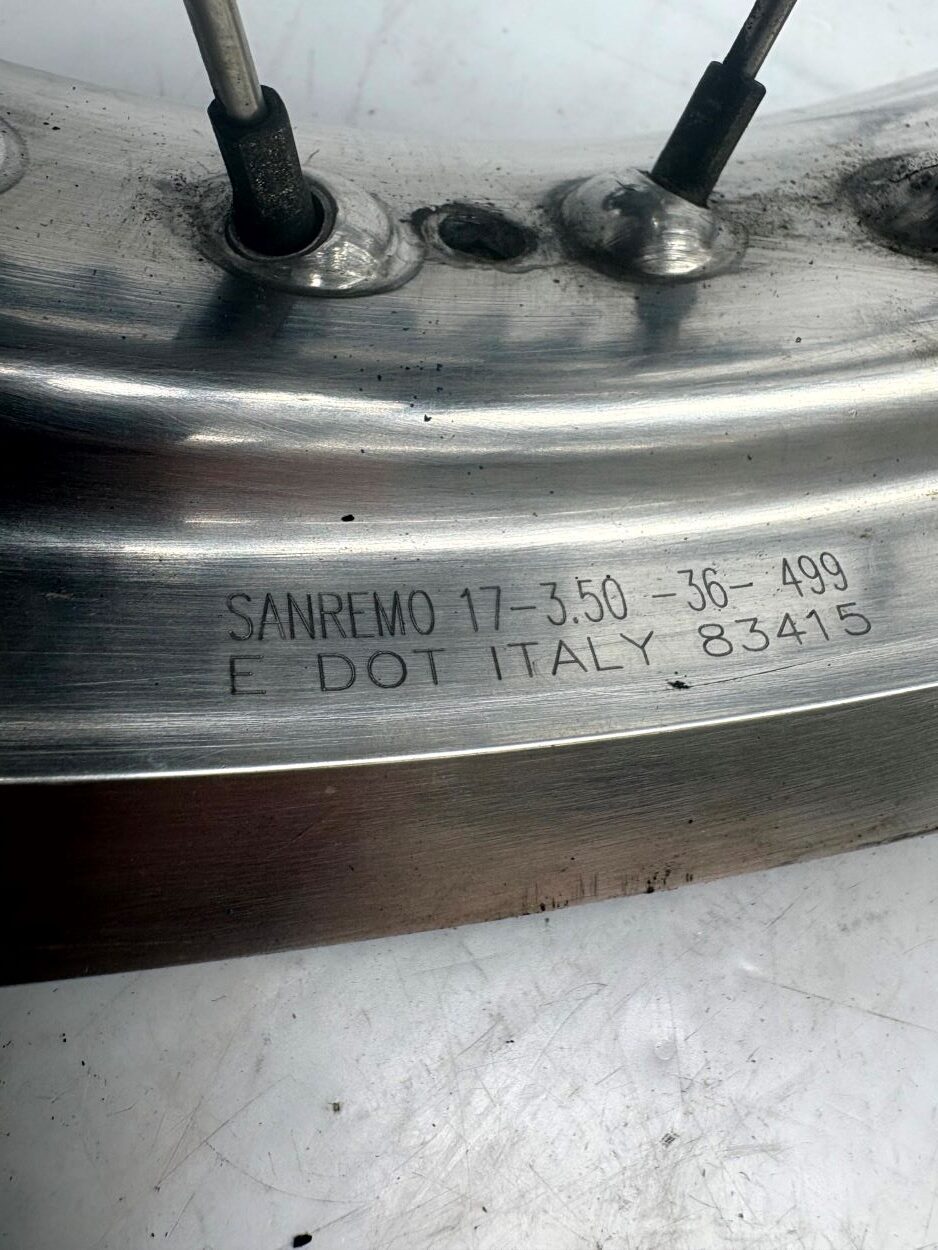 SANREMO 17-3.50 -36- 499
E DOT ITALY 83415